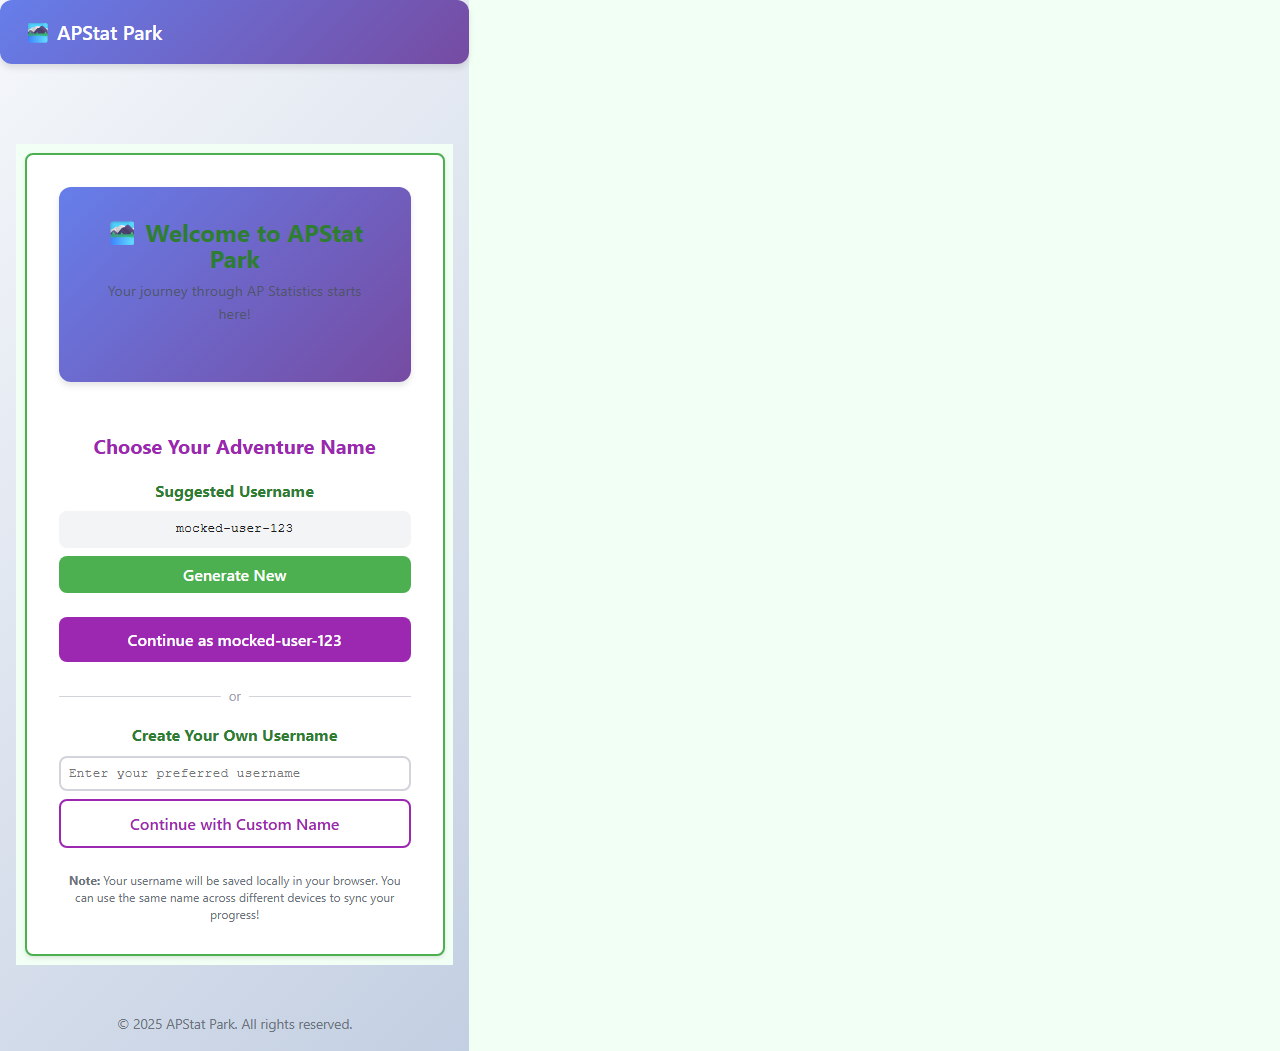 APStat Park
Welcome to APStat
Park
Your journey through AP Statistics starts
here!
Choose Your Adventure Name
Suggested Username
mocked-user-123
Generate New
Continue as mocked-user-123
or
Create Your Own Username
Enter your preferred username
Continue with Custom Name
Note: Your username will be saved locally in your browser. You
can use the same name across different devices to sync your
progress!
© 2025 APStat Park. All rights reserved.